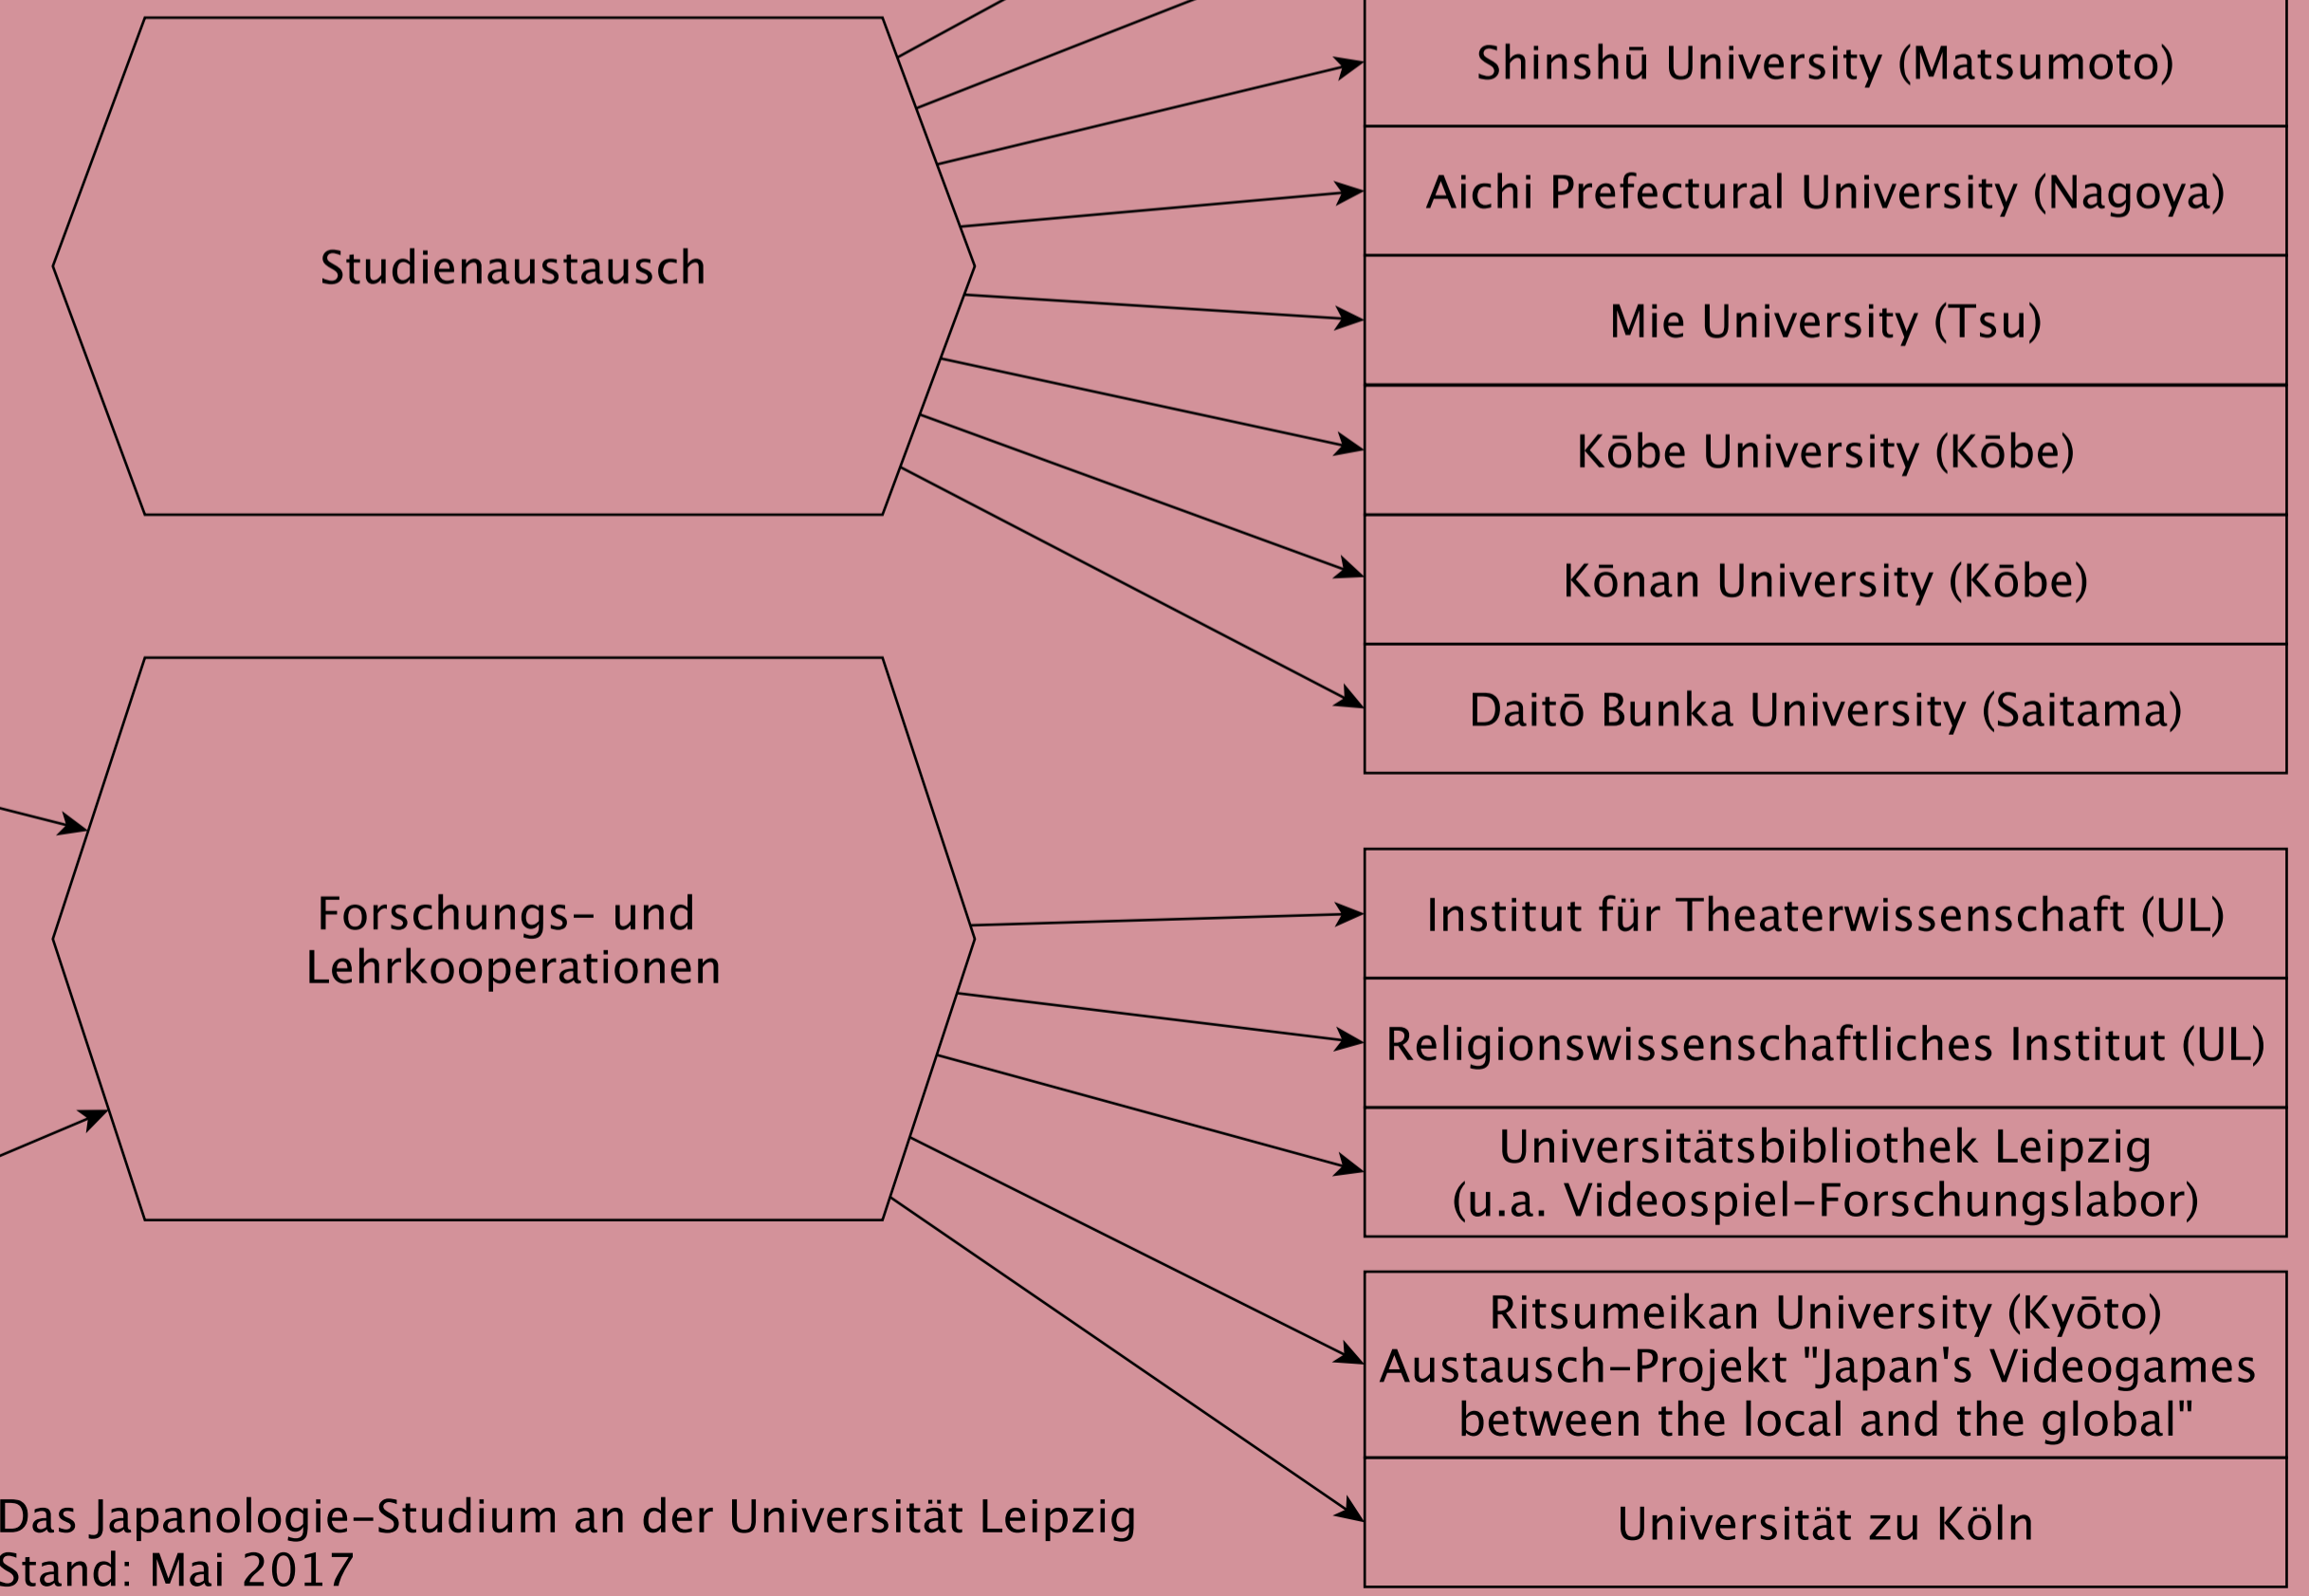 Studienaustausch
Shinshū University (Matsumoto)
Aichi Prefectural University (Nagoya)
Mie University (Tsu)
Kōbe University (Kōbe)
Kōnan University (Kōbe)
Daitō Bunka University (Saitama)
Forschungs- und
Lehrkooperationen
Institut für Theaterwissenschaft (UL)
Religionswissenschaftliches Institut (UL)
Universitätsbibliothek Leipzig
(u.a. Videospiel-Forschungslabor)
Ritsumeikan University (Kyōto)
Austausch-Projekt "Japan's Videogames
between the local and the global"
Universität zu Köln
Das Japanologie-Studium an der Universität Leipzig
Stand: Mai 2017